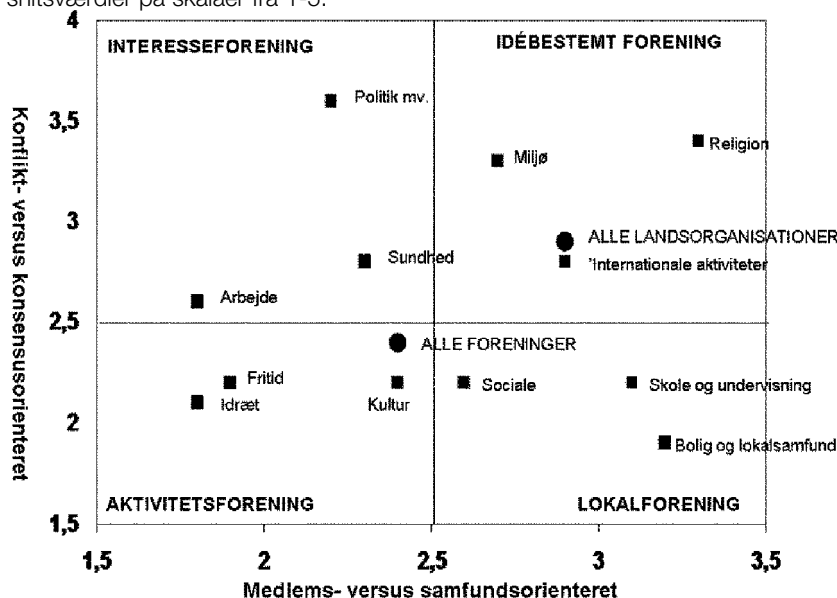 snitsværdier på skalaer fra 1-5.
4
INTERESSEFORENING
IDÉBESTEMT FORENING
Politik mv.
3,5
Miljø
Religion
3
ALLE LANDSORGANISATIONER
Sundhed
'Internationale aktiviteter
Arbejde
2,5
ALLE FORENINGER
Fritid
Idræt
Kultur
Sociale
Skole og undervisning
2
Bolig og lokalsamfund
AKTIVITETSFORENING
LOKALFORENING
1,5
1,5
2
2,5
3
3,5
Medlems- versus samfundsorienteret
Konflikt- versus konsensusorienteret